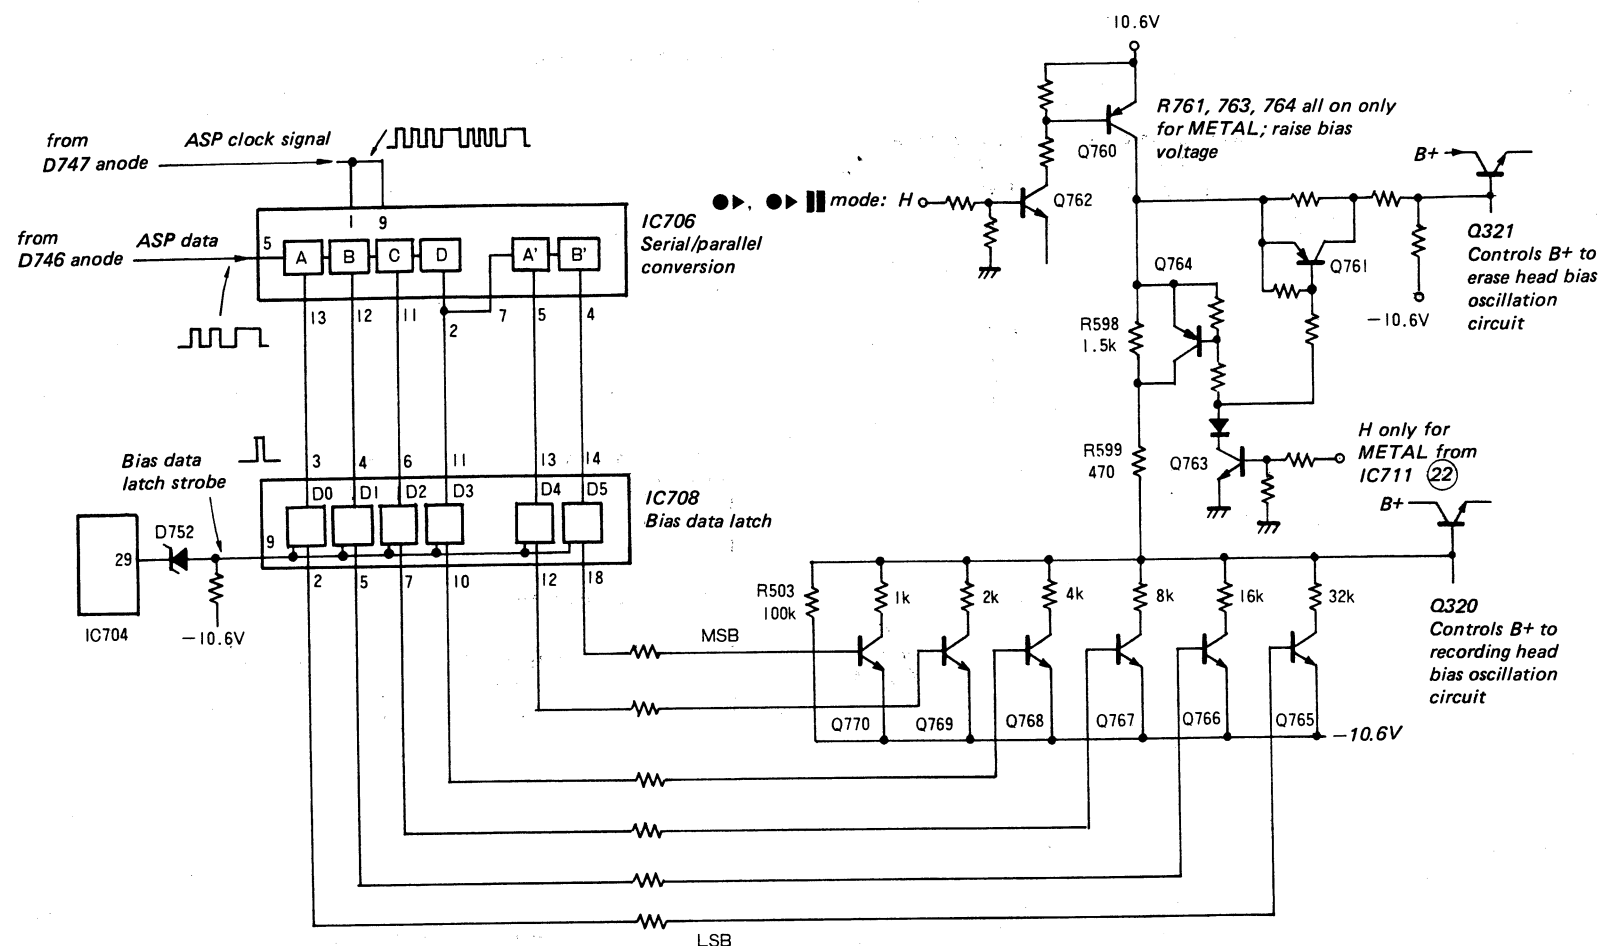 10.6V
from
D747 anode
ASP clock signal
R761, 763, 764 all on only
for METAL; raise bias
voltage
Q760
B+
1
9
mode: H
Q762
IC706
Serial/parallel
conversion
from
D746 anode
ASP data
5
A
B
C
D
A'
B'
Q321
Controls B+ to
erase head bias
oscillation
circuit
Q764
Q761
13
12
11
2
7
5
4
R598
1.5k
-10.6V
H only for
METAL from
IC711 22
Bias data
latch strobe
3
4
6
11
13
14
R599
470
Q763
D0
D1
D2
D3
D4
D5
IC708
Bias data latch
B+
D752
9
29
2
5
7
10
12
18
R503
100k
1k
2k
4k
8k
16k
32k
IC704
-10.6V
MSB
Q320
Controls B+ to
recording head
bias oscillation
circuit
Q770
Q769
Q768
Q767
Q766
Q765
-10.6V
LSB